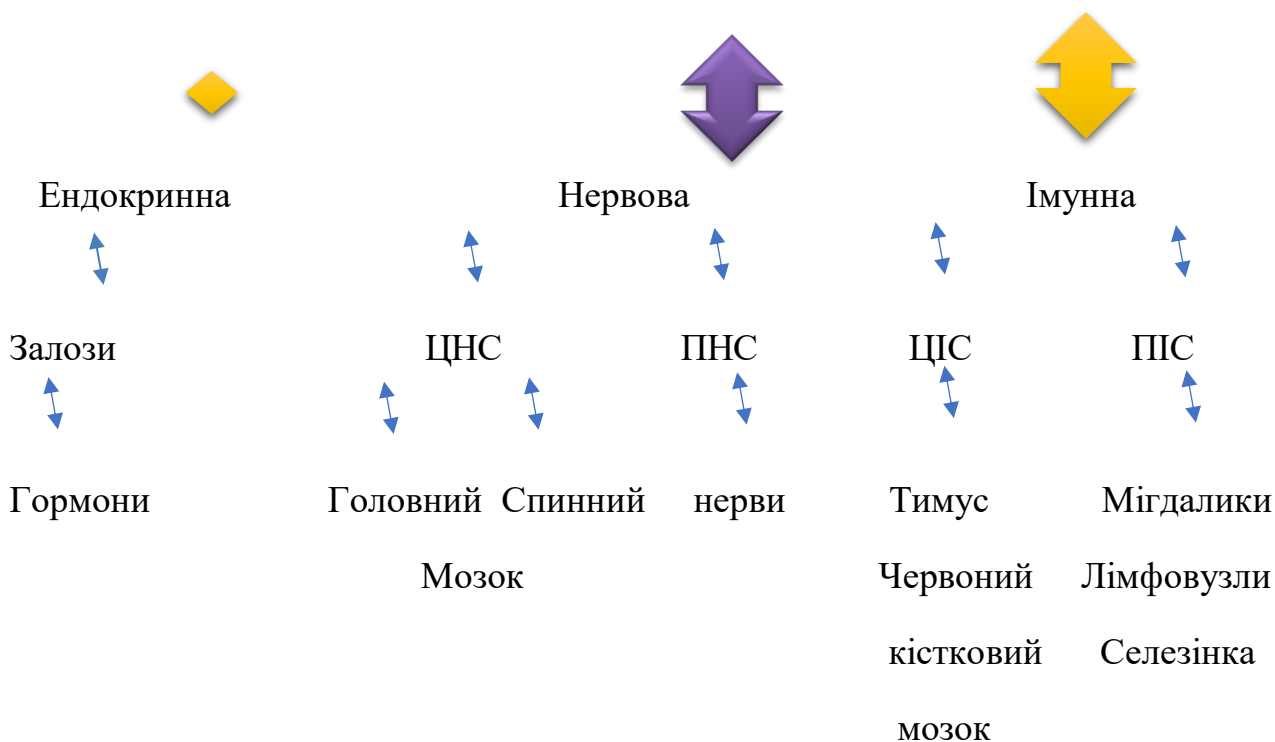 Ендокринна Нервова Імунна
Залози ЦНС ПНС ЦІС ПІС
Гормони Головний Спинний нерви Тимус Мігдалики
Мозок Червоний Лімфовузли
кістковий Селезінка
мозок